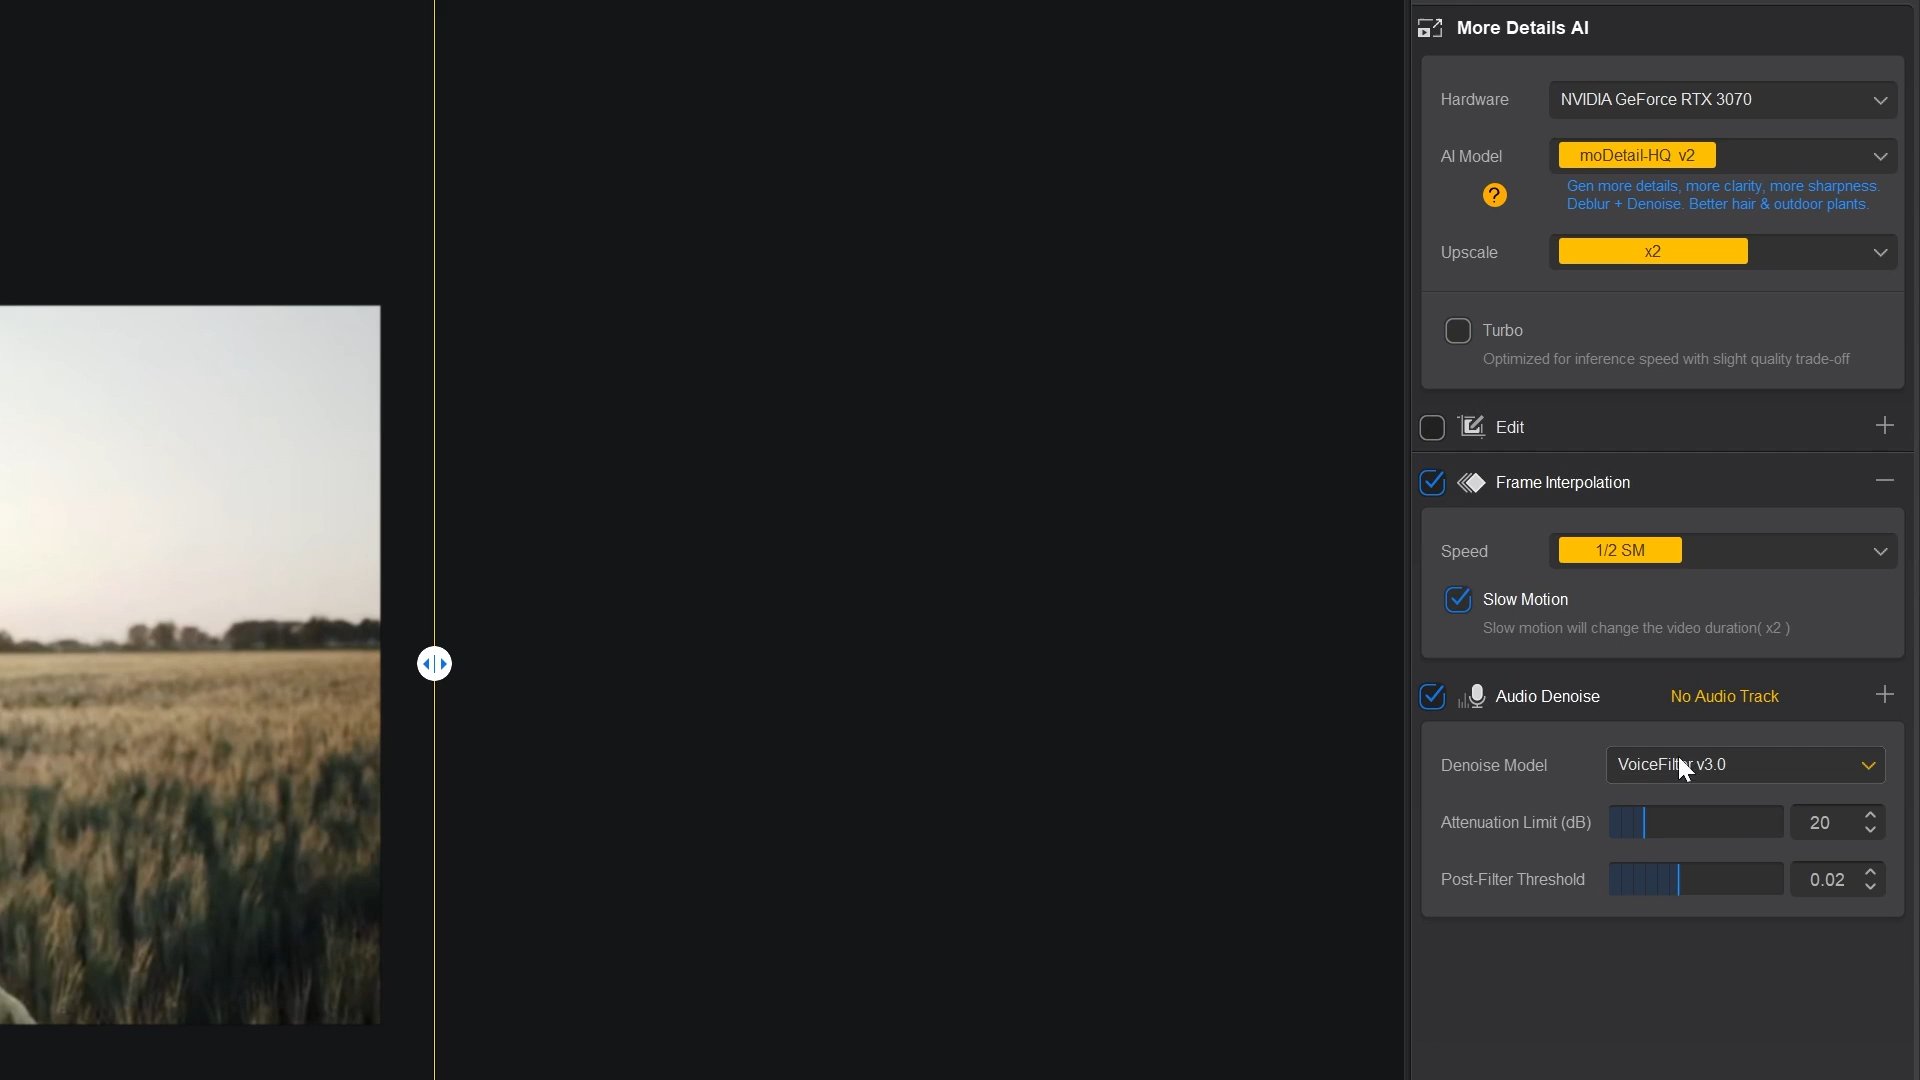 More Details AI
Hardware NVIDIA GeForce RTX 3070
AI Model moDetail-HQ v2
? Gen more details, more clarity, more sharpness.
Deblur + Denoise. Better hair & outdoor plants.
Upscale x2
Turbo
Optimized for inference speed with slight quality trade-off
Edit
Frame Interpolation
Speed 1/2 SM
Slow Motion
Slow motion will change the video duration( x2 )
Audio Denoise No Audio Track
Denoise Model VoiceFilter v3.0
Attenuation Limit (dB) 20
Post-Filter Threshold 0.02